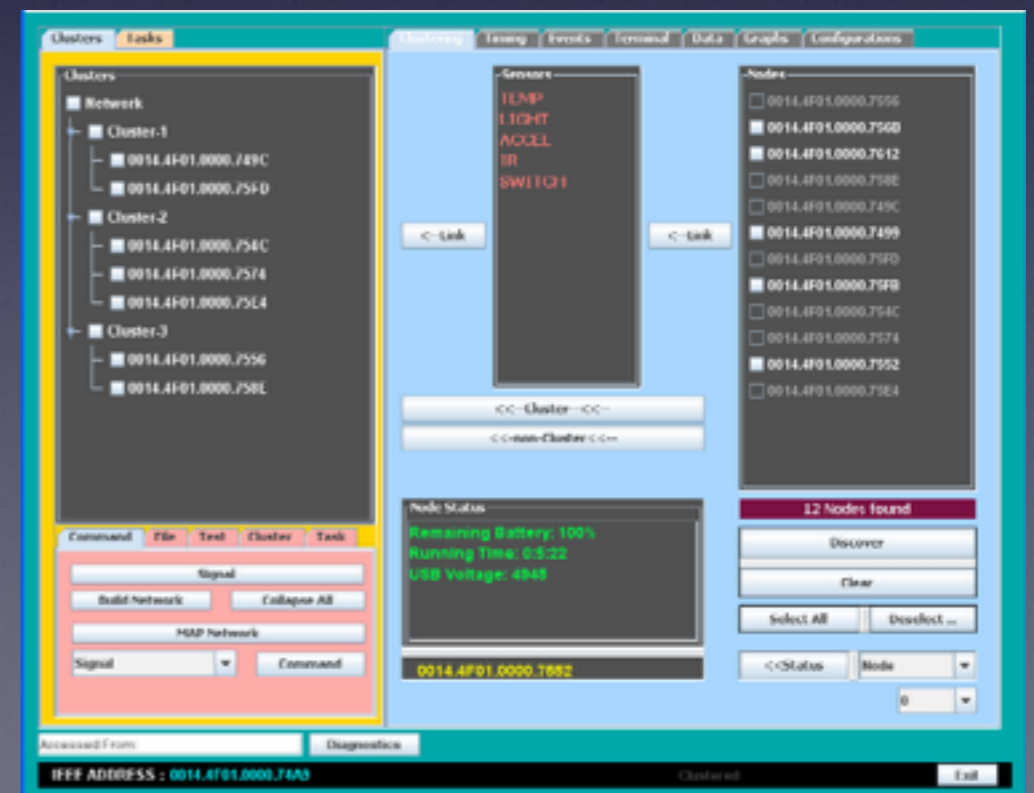 Clusters Tasks
Clustering Timing Events Terminal Data Graphs Configurations
Clusters
Network
Cluster-1
0014.4F01.0000.749C
0014.4F01.0000.75FD
Cluster-2
0014.4F01.0000.754C
0014.4F01.0000.7574
0014.4F01.0000.75E4
Cluster-3
0014.4F01.0000.7556
0014.4F01.0000.758E
Command File Test Cluster Task
Signal
Build Network Collapse All
MAP Network
Signal Command
Sensors
TEMP
LIGHT
ACCEL
IR
SWITCH
<--Link
<--Link
<<--Cluster--<<--
<<-non-Cluster<<--
Node Status
Remaining Battery: 100%
Running Time: 0:5:22
USB Voltage: 4945
Nodes
0014.4F01.0000.7556
0014.4F01.0000.756B
0014.4F01.0000.7612
0014.4F01.0000.758E
0014.4F01.0000.749C
0014.4F01.0000.7499
0014.4F01.0000.75FD
0014.4F01.0000.75FB
0014.4F01.0000.754C
0014.4F01.0000.7574
0014.4F01.0000.7552
0014.4F01.0000.75E4
12 Nodes found
Discover
Clear
Select All Deselect ...
<<Status Node
0
Accessed From: Diagnostics
IEEE ADDRESS : 0014.4F01.0000.74A9 Clustered Exit